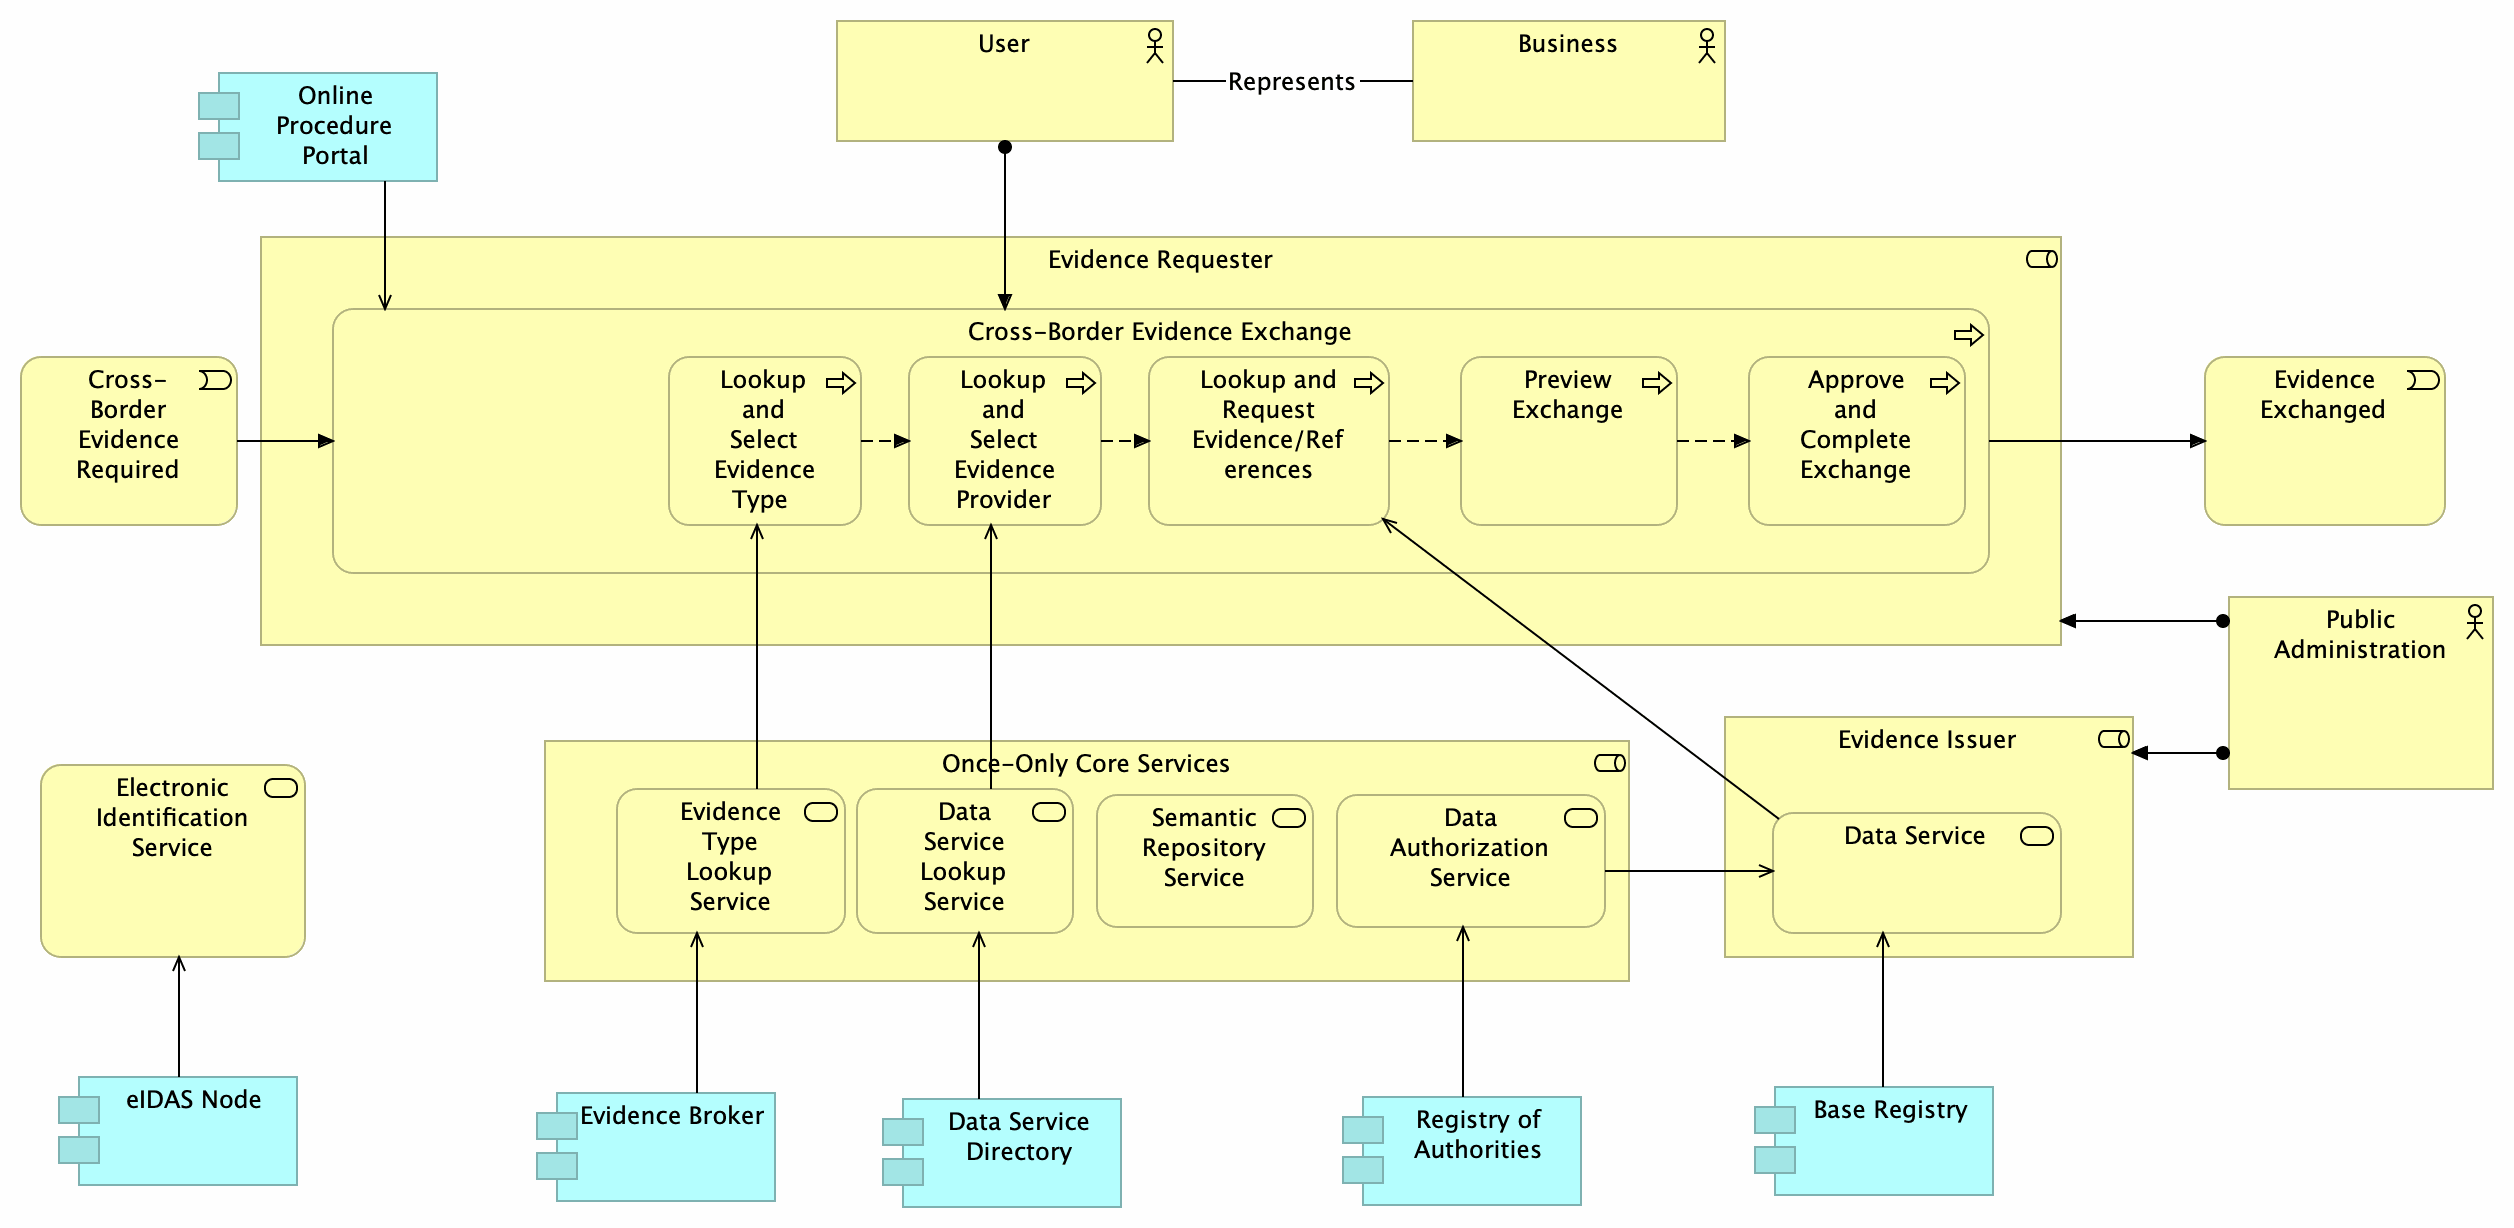 User
Business
Represents
Online
Procedure
Portal
Evidence Requester
Cross-Border Evidence Exchange
Cross-
Border
Evidence
Required
Lookup
and
Select
Evidence
Type
Lookup
and
Select
Evidence
Provider
Lookup and
Request
Evidence/Ref
erences
Preview
Exchange
Approve
and
Complete
Exchange
Evidence
Exchanged
Public
Administration
Electronic
Identification
Service
Once-Only Core Services
Evidence
Type
Lookup
Service
Data
Service
Lookup
Service
Semantic
Repository
Service
Data
Authorization
Service
Evidence Issuer
Data Service
eIDAS Node
Evidence Broker
Data Service
Directory
Registry of
Authorities
Base Registry